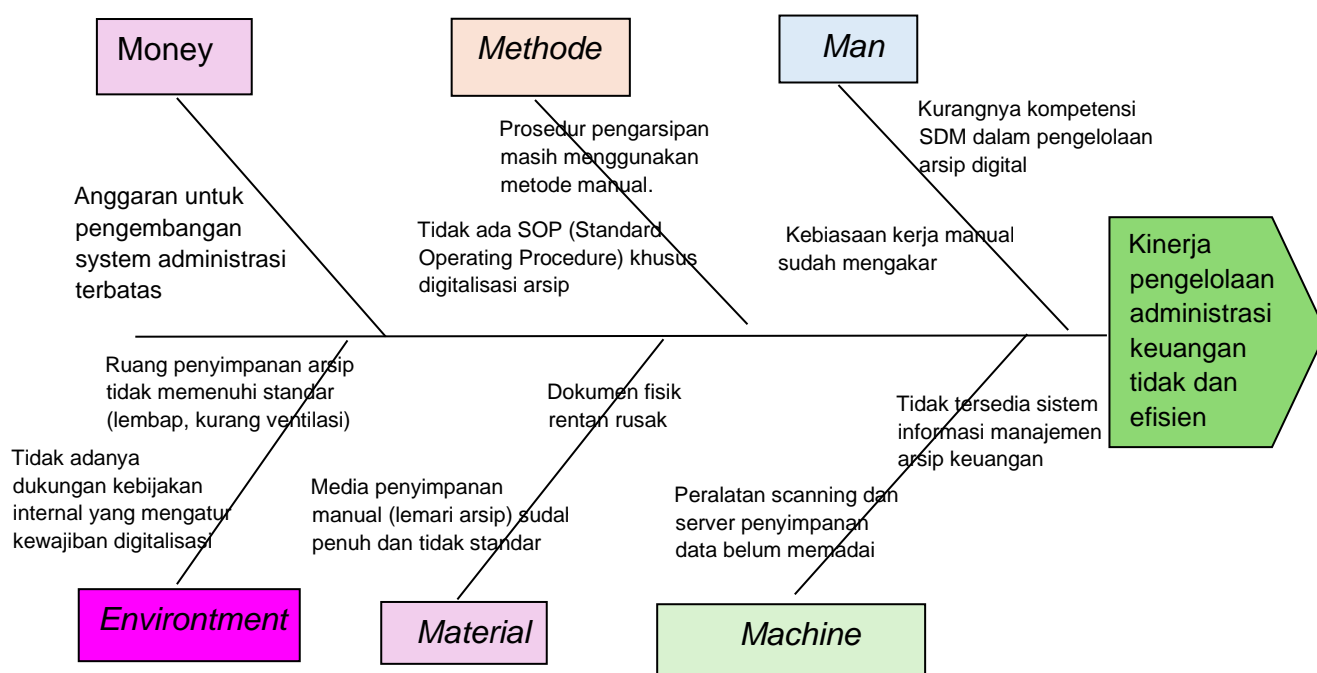 Money
Methode
Man
Anggaran untuk
pengembangan
system administrasi
terbatas
Prosedur pengarsipan
masih menggunakan
metode manual.
Tidak ada SOP (Standard
Operating Procedure) khusus
digitalisasi arsip
Kurangnya kompetensi
SDM dalam pengelolaan
arsip digital
Kebiasaan kerja manual
sudah mengakar
Kinerja
pengelolaan
administrasi
keuangan
tidak dan
efisien
Ruang penyimpanan arsip
tidak memenuhi standar
(lembap, kurang ventilasi)
Tidak adanya
dukungan kebijakan
internal yang mengatur
kewajiban digitalisasi
Dokumen fisik
rentan rusak
Media penyimpanan
manual (lemari arsip) sudal
penuh dan tidak standar
Tidak tersedia sistem
informasi manajemen
arsip keuangan
Peralatan scanning dan
server penyimpanan
data belum memadai
Environtment
Material
Machine